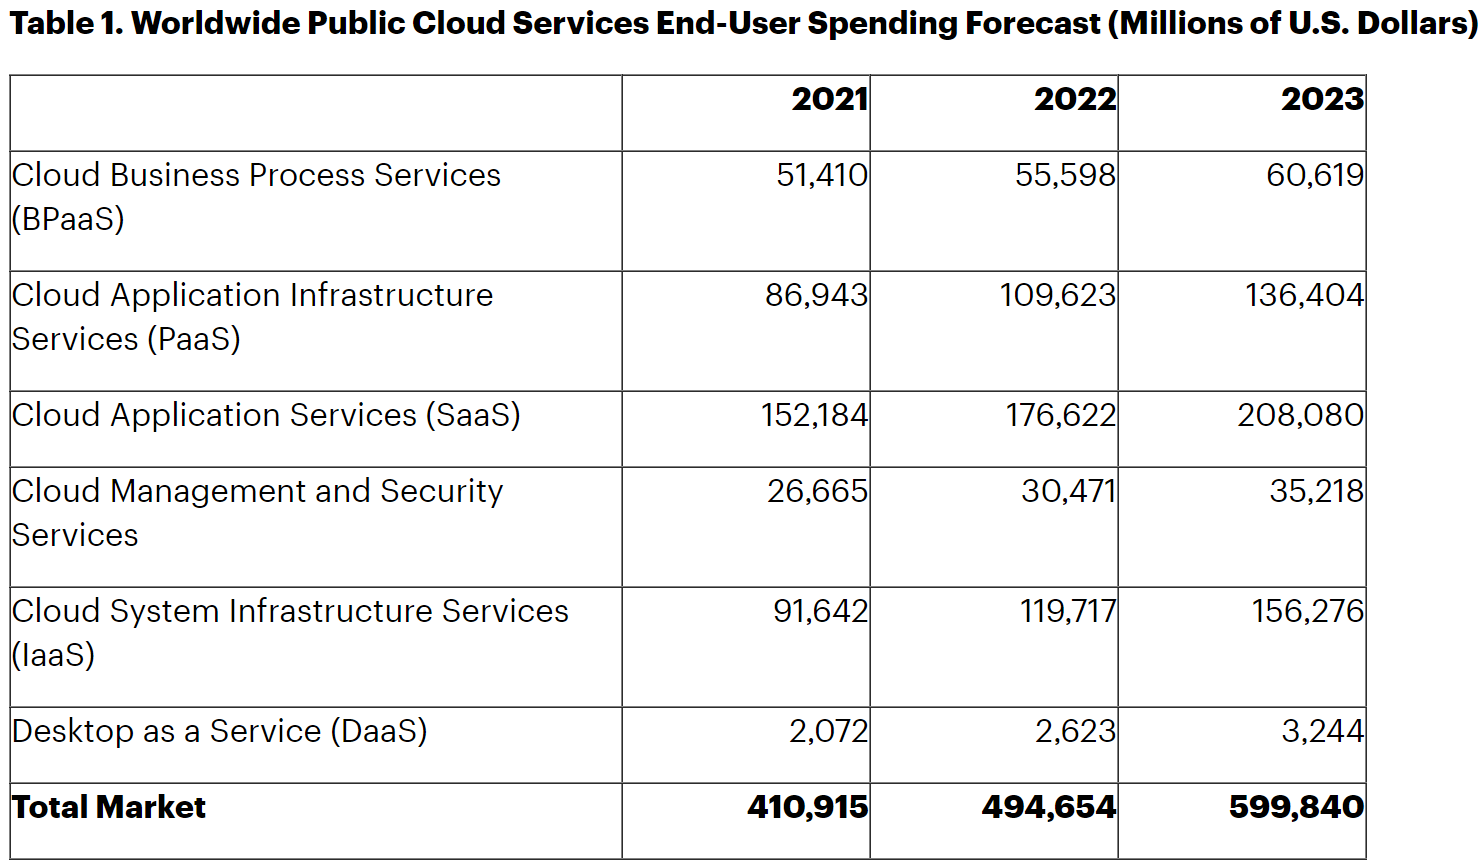 Table 1. Worldwide Public Cloud Services End-User Spending Forecast (Millions of U.S. Dollars)
2021 2022 2023
Cloud Business Process Services 51,410 55,598 60,619
(BPaaS)
Cloud Application Infrastructure 86,943 109,623 136,404
Services (PaaS)
Cloud Application Services (SaaS) 152,184 176,622 208,080
Cloud Management and Security 26,665 30,471 35,218
Services
Cloud System Infrastructure Services 91,642 119,717 156,276
(IaaS)
Desktop as a Service (DaaS) 2,072 2,623 3,244
Total Market 410,915 494,654 599,840